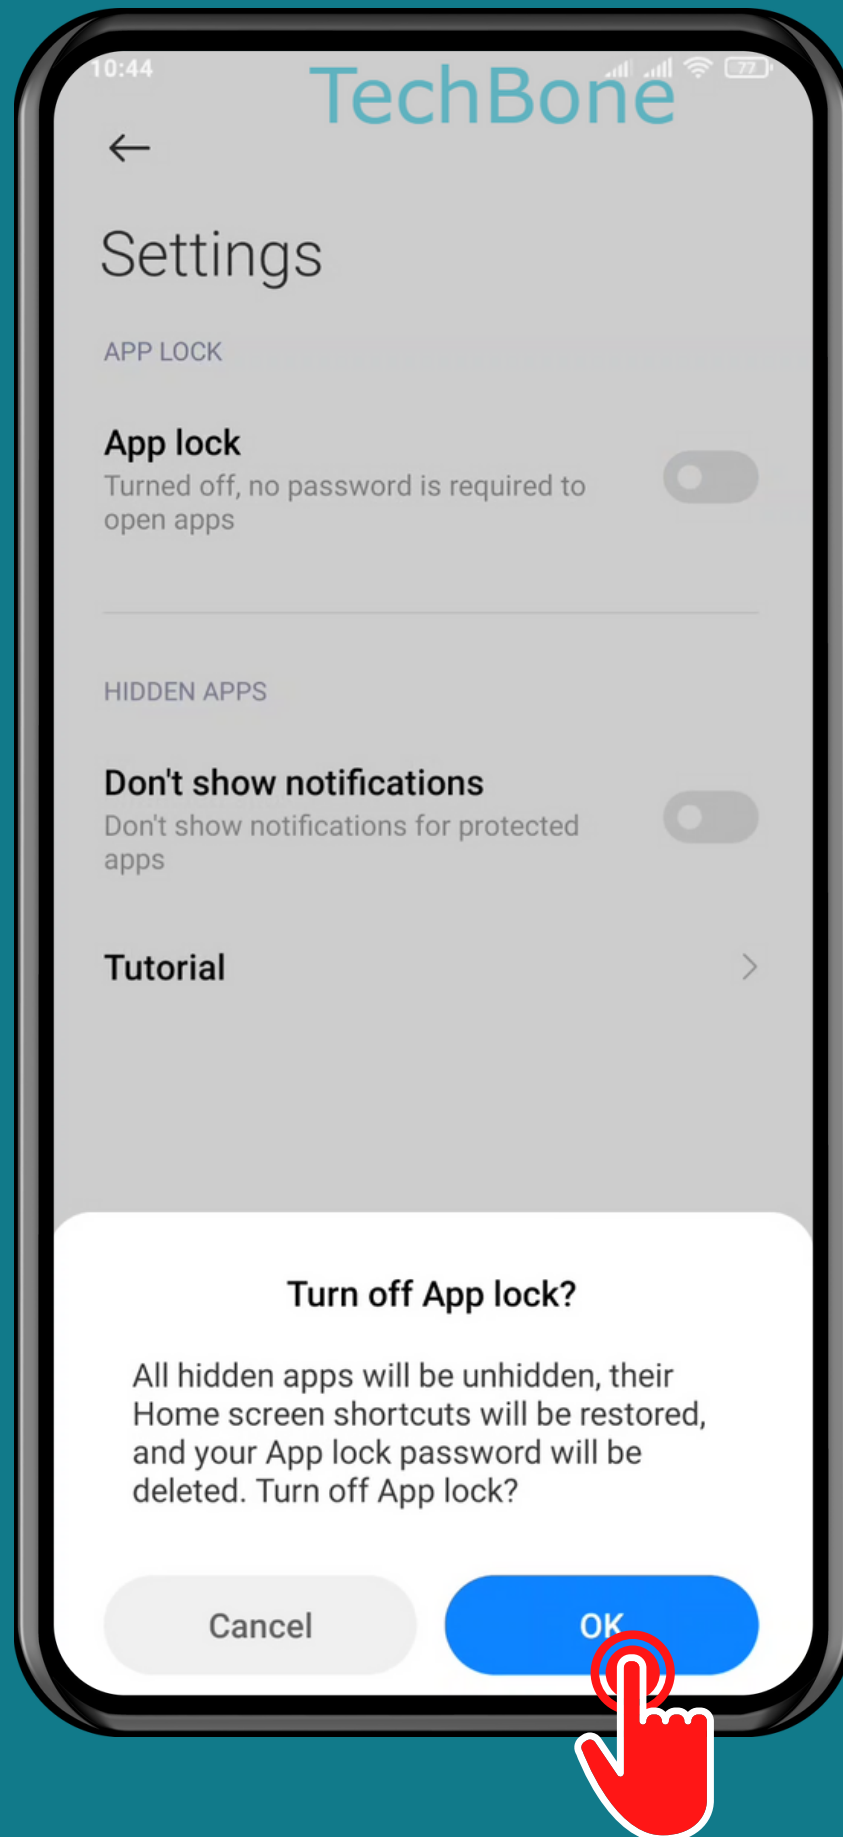 10:44
TechBone
77
Settings
APP LOCK
App lock
Turned off, no password is required to
open apps
HIDDEN APPS
Don't show notifications
Don't show notifications for protected
apps
Tutorial
Turn off App lock?
All hidden apps will be unhidden, their
Home screen shortcuts will be restored,
and your App lock password will be
deleted. Turn off App lock?
Cancel
OK